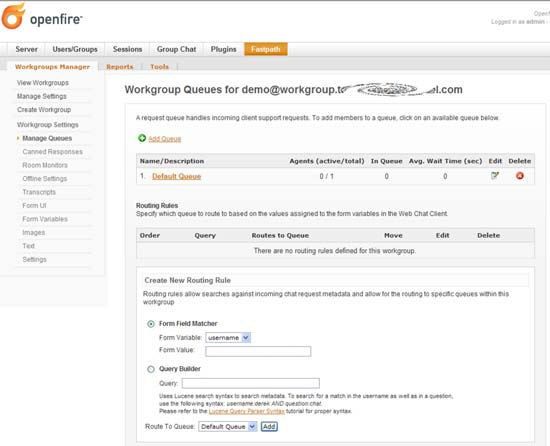 openfire™
Openf
Logged in as admin -
Server Users/Groups Sessions Group Chat Plugins Fastpath
Workgroups Manager Reports Tools
View Workgroups
Manage Settings
Create Workgroup
Workgroup Settings
Manage Queues
Canned Responses
Room Monitors
Offline Settings
Transcripts
Form UI
Form Variables
Images
Text
Settings
Workgroup Queues for demo@workgroup.to el.com
A request queue handles incoming client support requests. To add members to a queue, click on an available queue below.
Add Queue
Name/Description Agents (active/total) In Queue Avg. Wait Time (sec) Edit Delete
1. Default Queue 0 / 1 0 0
Routing Rules
Specify which queue to route to based on the values assigned to the form variables in the Web Chat Client.
Order Query Routes to Queue Move Edit Delete
There are no routing rules defined for this workgroup.
Create New Routing Rule
Routing rules allow searches against incoming chat request metadata and allow for the routing to specific queues within this
workgroup
Form Field Matcher
Form Variable: username
Form Value:
Query Builder
Query:
Uses Lucene search syntax to search metadata. To search for a match in the username as well as in a question,
use the following syntax: username:derek AND question:chat.
Please refer to the Lucene Query Parser Syntax tutorial for proper syntax.
Route To Queue: Default Queue Add